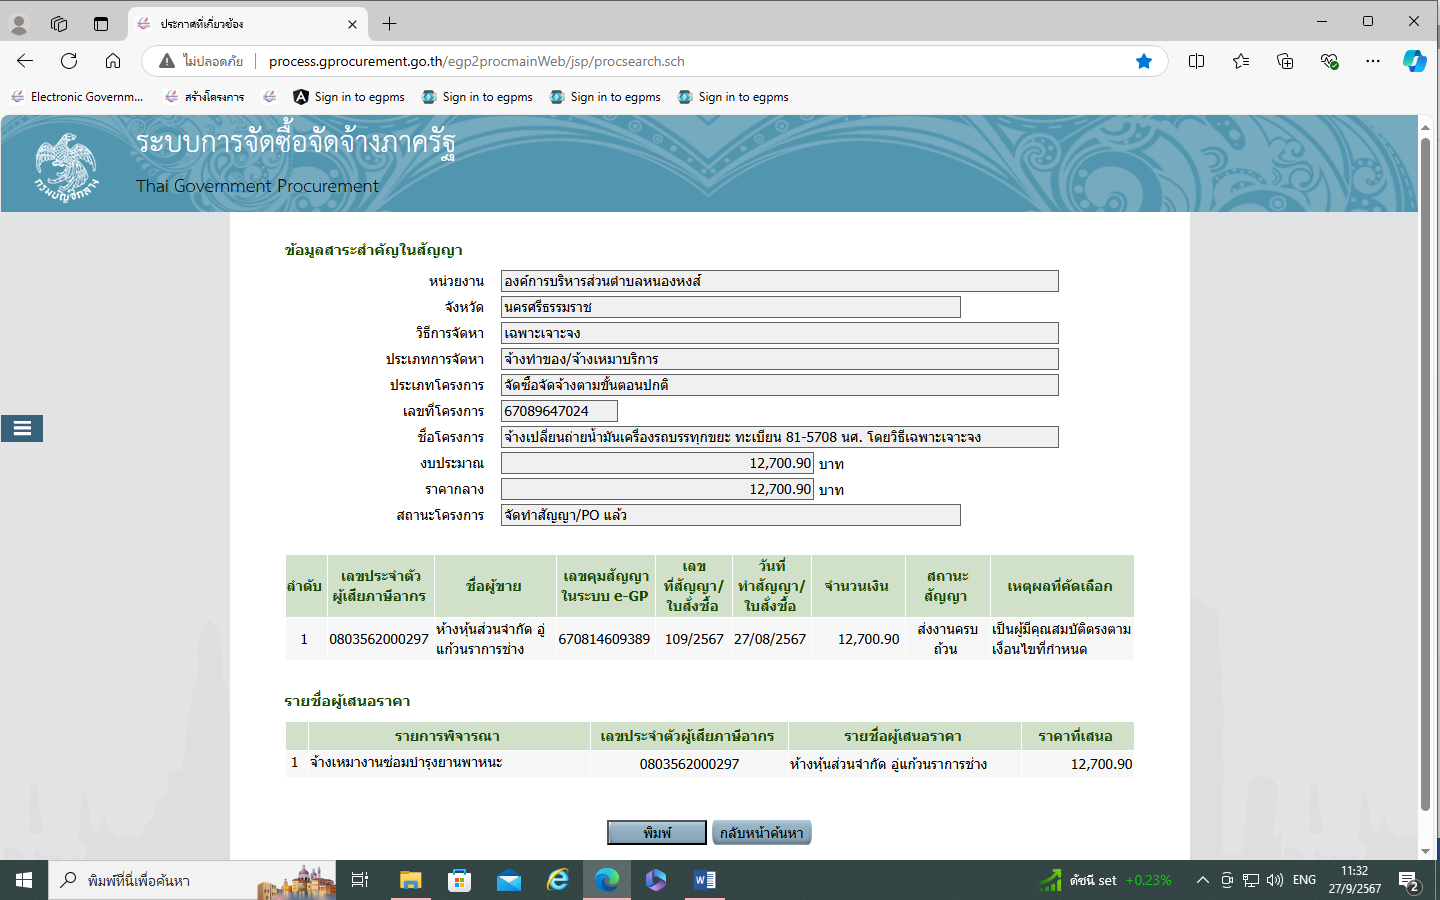 ประกาศที่เกี่ยวข้อง
ไม่ปลอดภัย process.gprocurement.go.th/egp2procmainWeb/jsp/procsearch.sch
Electronic Governm... สร้างโครงการ Sign in to egpms Sign in to egpms Sign in to egpms Sign in to egpms
ระบบการจัดซื้อจัดจ้างภาครัฐ
Thai Government Procurement
กรมบัญชีกลาง
ข้อมูลสาระสำคัญในสัญญา
หน่วยงาน องค์การบริหารส่วนตำบลหนองหงส์
จังหวัด นครศรีธรรมราช
วิธีการจัดหา เฉพาะเจาะจง
ประเภทการจัดหา จ้างทำของ/จ้างเหมาบริการ
ประเภทโครงการ จัดซื้อจัดจ้างตามขั้นตอนปกติ
เลขที่โครงการ 67089647024
ชื่อโครงการ จ้างเปลี่ยนถ่ายน้ำมันเครื่องรถบรรทุกขยะ ทะเบียน 81-5708 นศ. โดยวิธีเฉพาะเจาะจง
งบประมาณ 12,700.90 บาท
ราคากลาง 12,700.90 บาท
สถานะโครงการ จัดทำสัญญา/PO แล้ว
ลำดับ เลขประจำตัวผู้เสียภาษีอากร ชื่อผู้ขาย เลขคุมสัญญาในระบบ e-GP เลขที่สัญญา/ใบสั่งซื้อ วันที่ทำสัญญา/ใบสั่งซื้อ จำนวนเงิน สถานะสัญญา เหตุผลที่คัดเลือก
1 0803562000297 ห้างหุ้นส่วนจำกัด อู่แก้วนราการช่าง 670814609389 109/2567 27/08/2567 12,700.90 ส่งงานครบถ้วน เป็นผู้มีคุณสมบัติตรงตามเงื่อนไขที่กำหนด
รายชื่อผู้เสนอราคา
รายการพิจารณา เลขประจำตัวผู้เสียภาษีอากร รายชื่อผู้เสนอราคา ราคาที่เสนอ
1 จ้างเหมางานซ่อมบำรุงยานพาหนะ 0803562000297 ห้างหุ้นส่วนจำกัด อู่แก้วนราการช่าง 12,700.90
พิมพ์ กลับหน้าค้นหา
พิมพ์ที่นี่เพื่อค้นหา ดัชนี set +0.23% ENG 11:32
27/9/2567 2